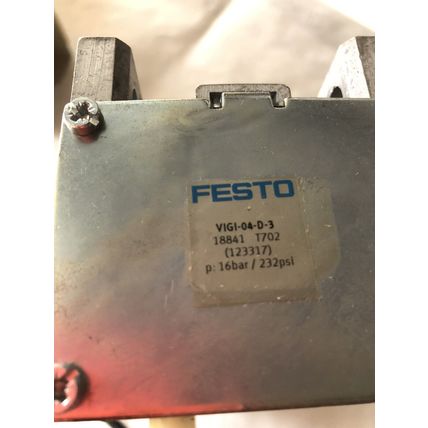 FESTO
VIGI-04-D-3
18841 T702
(123317)
p: 16bar / 232psi